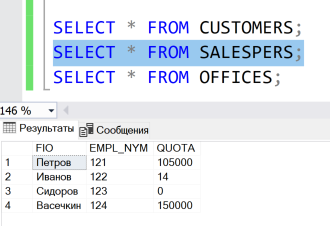 SELECT * FROM CUSTOMERS;
SELECT * FROM SALESPERS;
SELECT * FROM OFFICES;
146 %
Результаты Сообщения
FIO EMPL_NYM QUOTA
1 Петров 121 105000
2 Иванов 122 14
3 Сидоров 123 0
4 Васечкин 124 150000